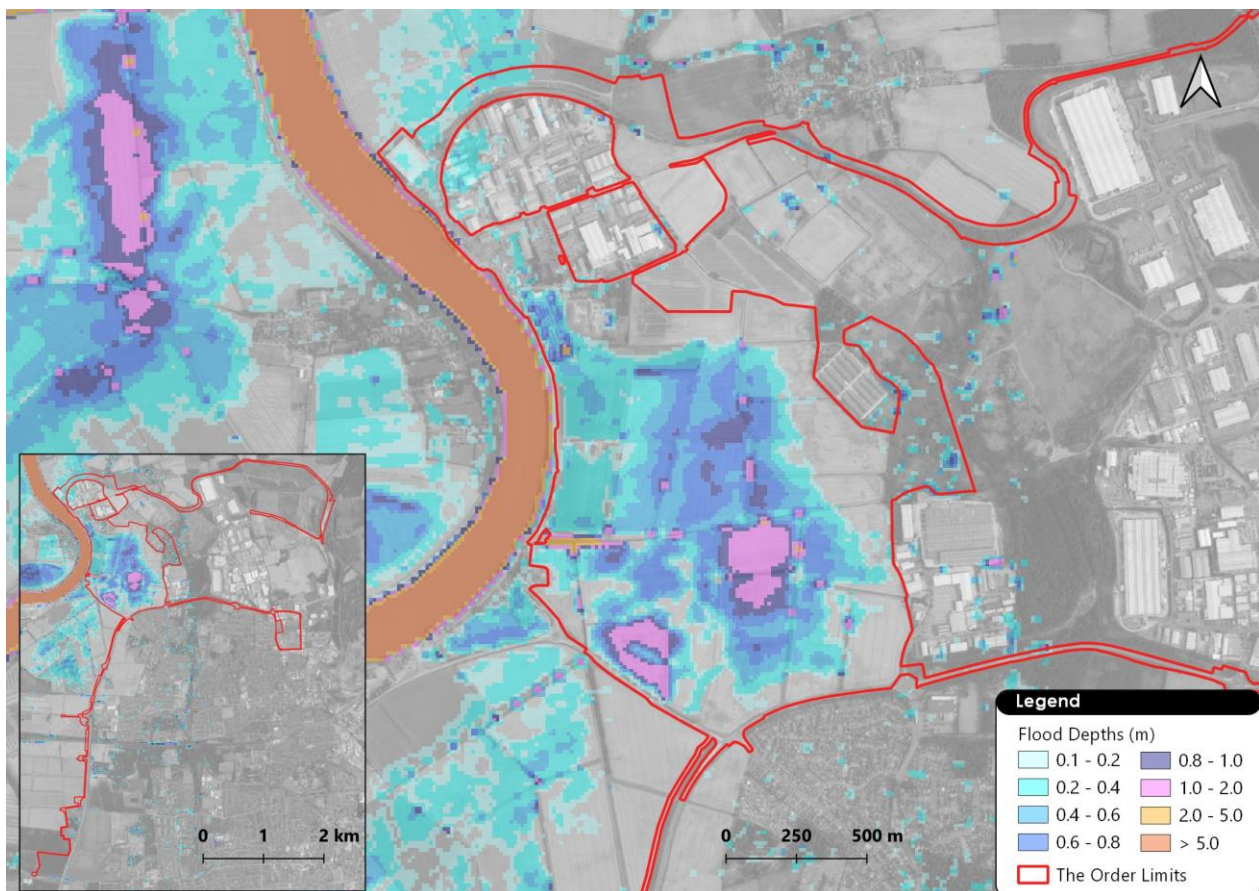 0 1 2 km
0 250 500 m
Legend
Flood Depths (m)
0.1 - 0.2
0.2 - 0.4
0.4 - 0.6
0.6 - 0.8
0.8 - 1.0
1.0 - 2.0
2.0 - 5.0
> 5.0
The Order Limits